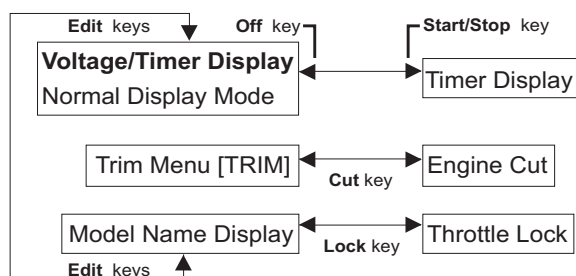 Edit keys
Off key
Start/Stop key
Voltage/Timer Display
Normal Display Mode
Timer Display
Trim Menu [TRIM]
Cut key
Engine Cut
Model Name Display
Lock key
Throttle Lock
Edit keys